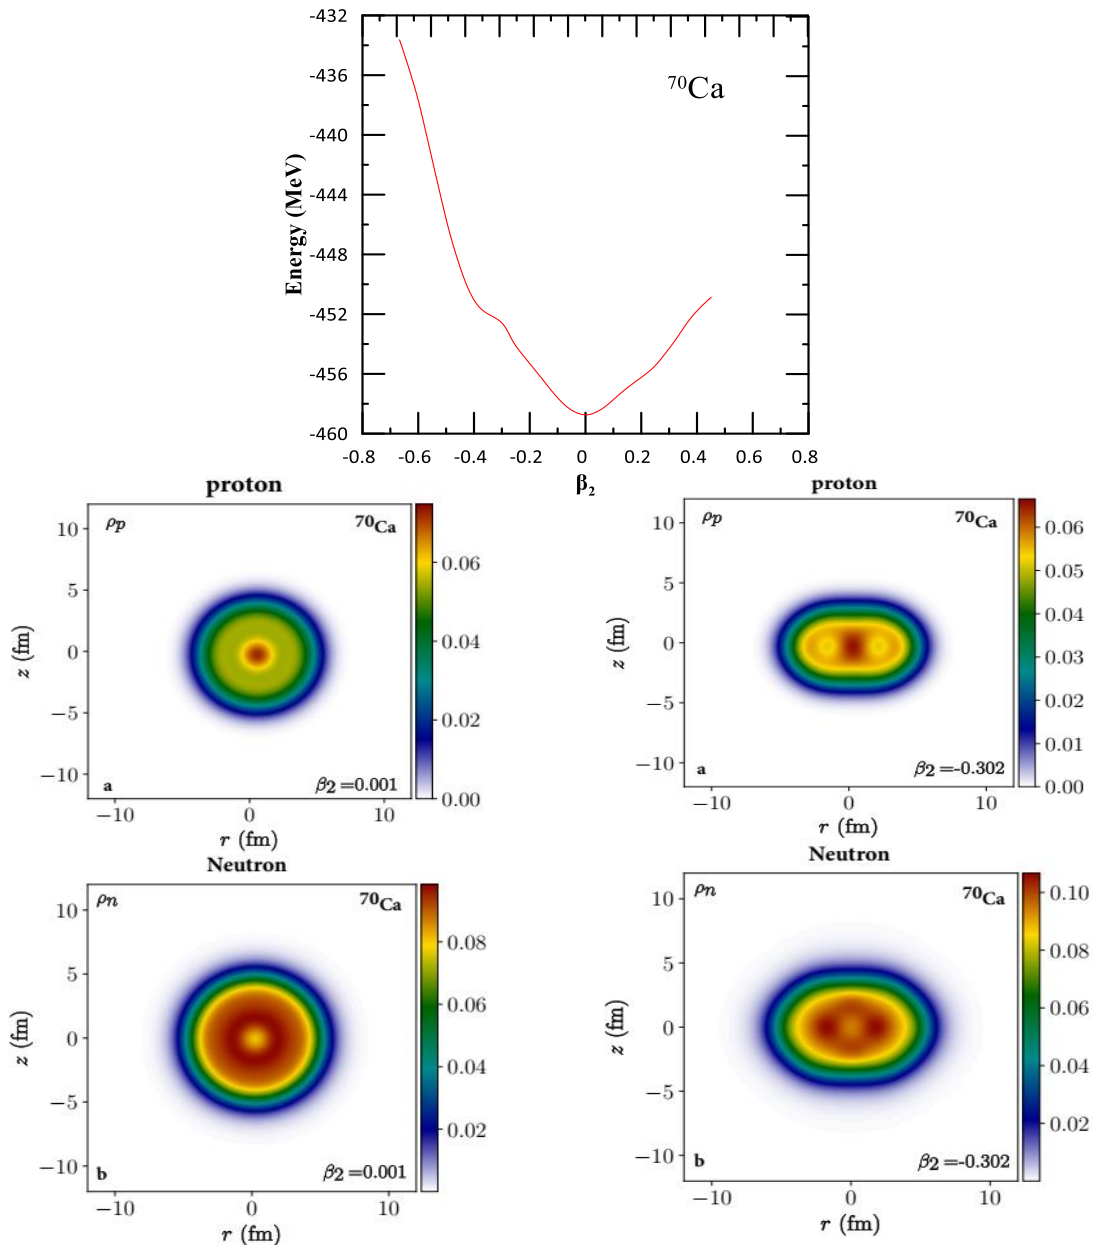 -432
-436
-440
-444
-448
-452
-456
-460
Energy (MeV)
⁷⁰Ca
-0.8 -0.6 -0.4 -0.2 0 0.2 0.4 0.6 0.8
β₂
proton
ρp
⁷⁰Ca
10
5
0
−5
−10
z (fm)
a
β₂=0.001
−10 0 10
r (fm)
0.06
0.04
0.02
0.00
proton
ρp
⁷⁰Ca
10
5
0
−5
−10
z (fm)
a
β₂=-0.302
−10 0 10
r (fm)
0.06
0.05
0.04
0.03
0.02
0.01
0.00
Neutron
ρn
⁷⁰Ca
10
5
0
−5
−10
z (fm)
b
β₂=0.001
−10 0 10
r (fm)
0.08
0.06
0.04
0.02
Neutron
ρn
⁷⁰Ca
10
5
0
−5
−10
z (fm)
b
β₂=-0.302
−10 0 10
r (fm)
0.10
0.08
0.06
0.04
0.02